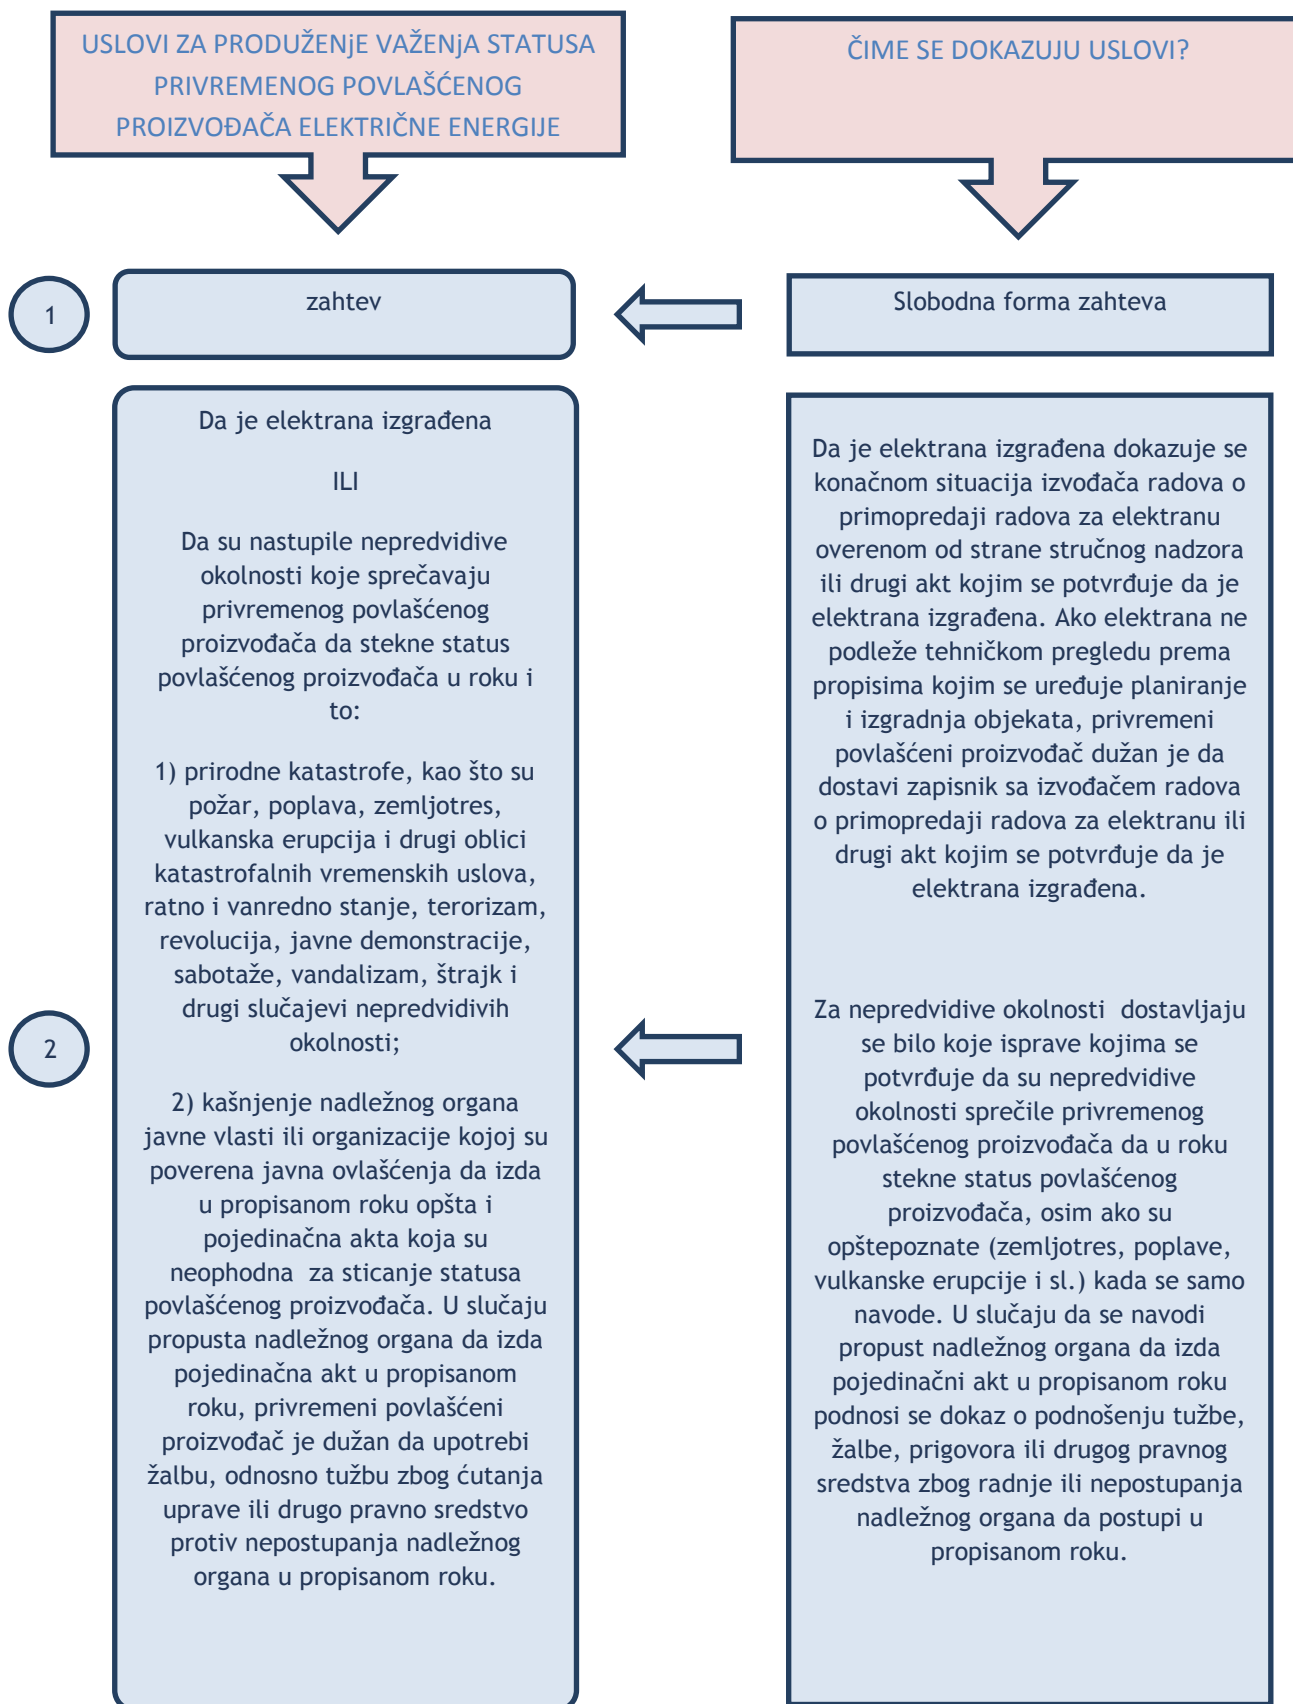 USLOVI ZA PRODUŽENjE VAŽENjA STATUSA
PRIVREMENOG POVLAŠĆENOG
PROIZVOĐAČA ELEKTRIČNE ENERGIJE
ČIME SE DOKAZUJU USLOVI?
1
zahtev
Slobodna forma zahteva
2
Da je elektrana izgrađena
ILI
Da su nastupile nepredvidive
okolnosti koje sprečavaju
privremenog povlašćenog
proizvođača da stekne status
povlašćenog proizvođača u roku i
to:
1) prirodne katastrofe, kao što su
požar, poplava, zemljotres,
vulkanska erupcija i drugi oblici
katastrofalnih vremenskih uslova,
ratno i vanredno stanje, terorizam,
revolucija, javne demonstracije,
sabotaže, vandalizam, štrajk i
drugi slučajevi nepredvidivih
okolnosti;
2) kašnjenje nadležnog organa
javne vlasti ili organizacije kojoj su
poverena javna ovlašćenja da izda
u propisanom roku opšta i
pojedinačna akta koja su
neophodna  za sticanje statusa
povlašćenog proizvođača. U slučaju
propusta nadležnog organa da izda
pojedinačna akt u propisanom
roku, privremeni povlašćeni
proizvođač je dužan da upotrebi
žalbu, odnosno tužbu zbog ćutanja
uprave ili drugo pravno sredstvo
protiv nepostupanja nadležnog
organa u propisanom roku.
Da je elektrana izgrađena dokazuje se
konačnom situacija izvođača radova o
primopredaji radova za elektranu
overenom od strane stručnog nadzora
ili drugi akt kojim se potvrđuje da je
elektrana izgrađena. Ako elektrana ne
podleže tehničkom pregledu prema
propisima kojim se uređuje planiranje
i izgradnja objekata, privremeni
povlašćeni proizvođač dužan je da
dostavi zapisnik sa izvođačem radova
o primopredaji radova za elektranu ili
drugi akt kojim se potvrđuje da je
elektrana izgrađena.
Za nepredvidive okolnosti  dostavljaju
se bilo koje isprave kojima se
potvrđuje da su nepredvidive
okolnosti sprečile privremenog
povlašćenog proizvođača da u roku
stekne status povlašćenog
proizvođača, osim ako su
opštepoznate (zemljotres, poplave,
vulkanske erupcije i sl.) kada se samo
navode. U slučaju da se navodi
propust nadležnog organa da izda
pojedinačni akt u propisanom roku
podnosi se dokaz o podnošenju tužbe,
žalbe, prigovora ili drugog pravnog
sredstva zbog radnje ili nepostupanja
nadležnog organa da postupi u
propisanom roku.